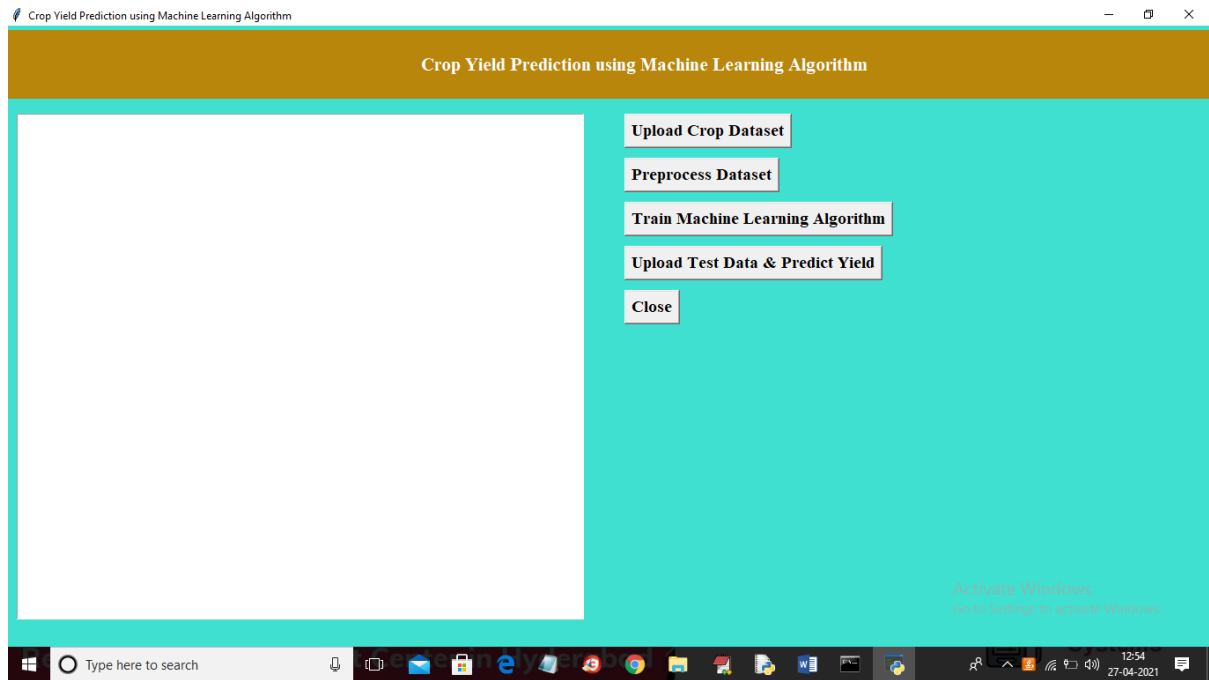 Crop Yield Prediction using Machine Learning Algorithm
Crop Yield Prediction using Machine Learning Algorithm
Upload Crop Dataset
Preprocess Dataset
Train Machine Learning Algorithm
Upload Test Data & Predict Yield
Close
Activate Windows
Go to Settings to activate Windows.
Type here to search
12:54
27-04-2021